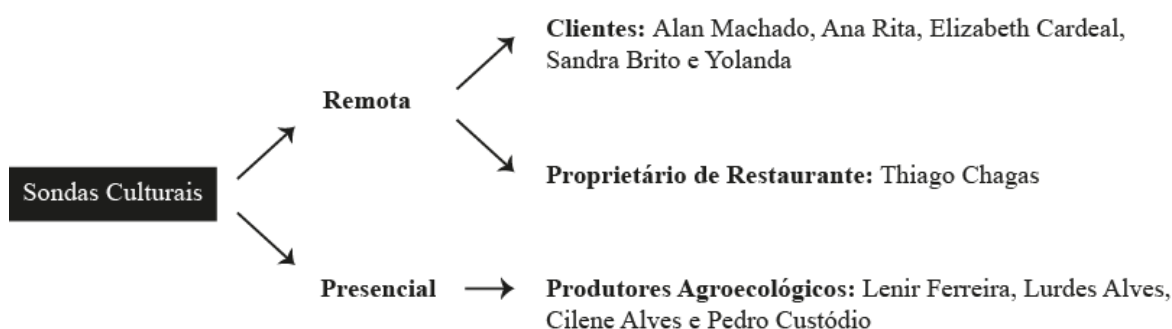 Clientes: Alan Machado, Ana Rita, Elizabeth Cardeal,
Sandra Brito e Yolanda
Remota
Proprietário de Restaurante: Thiago Chagas
Sondas Culturais
Presencial
Produtores Agroecológicos: Lenir Ferreira, Lurdes Alves,
Cilene Alves e Pedro Custódio